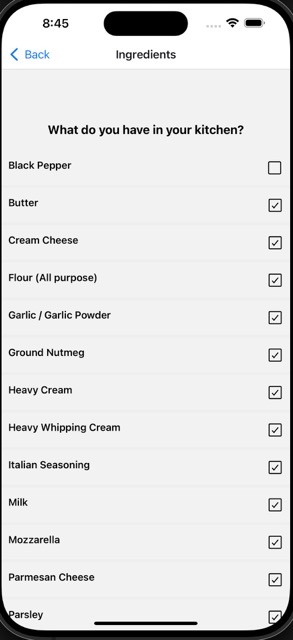 8:45
Back
Ingredients
What do you have in your kitchen?
Black Pepper
Butter
Cream Cheese
Flour (All purpose)
Garlic / Garlic Powder
Ground Nutmeg
Heavy Cream
Heavy Whipping Cream
Italian Seasoning
Milk
Mozzarella
Parmesan Cheese
Parsley